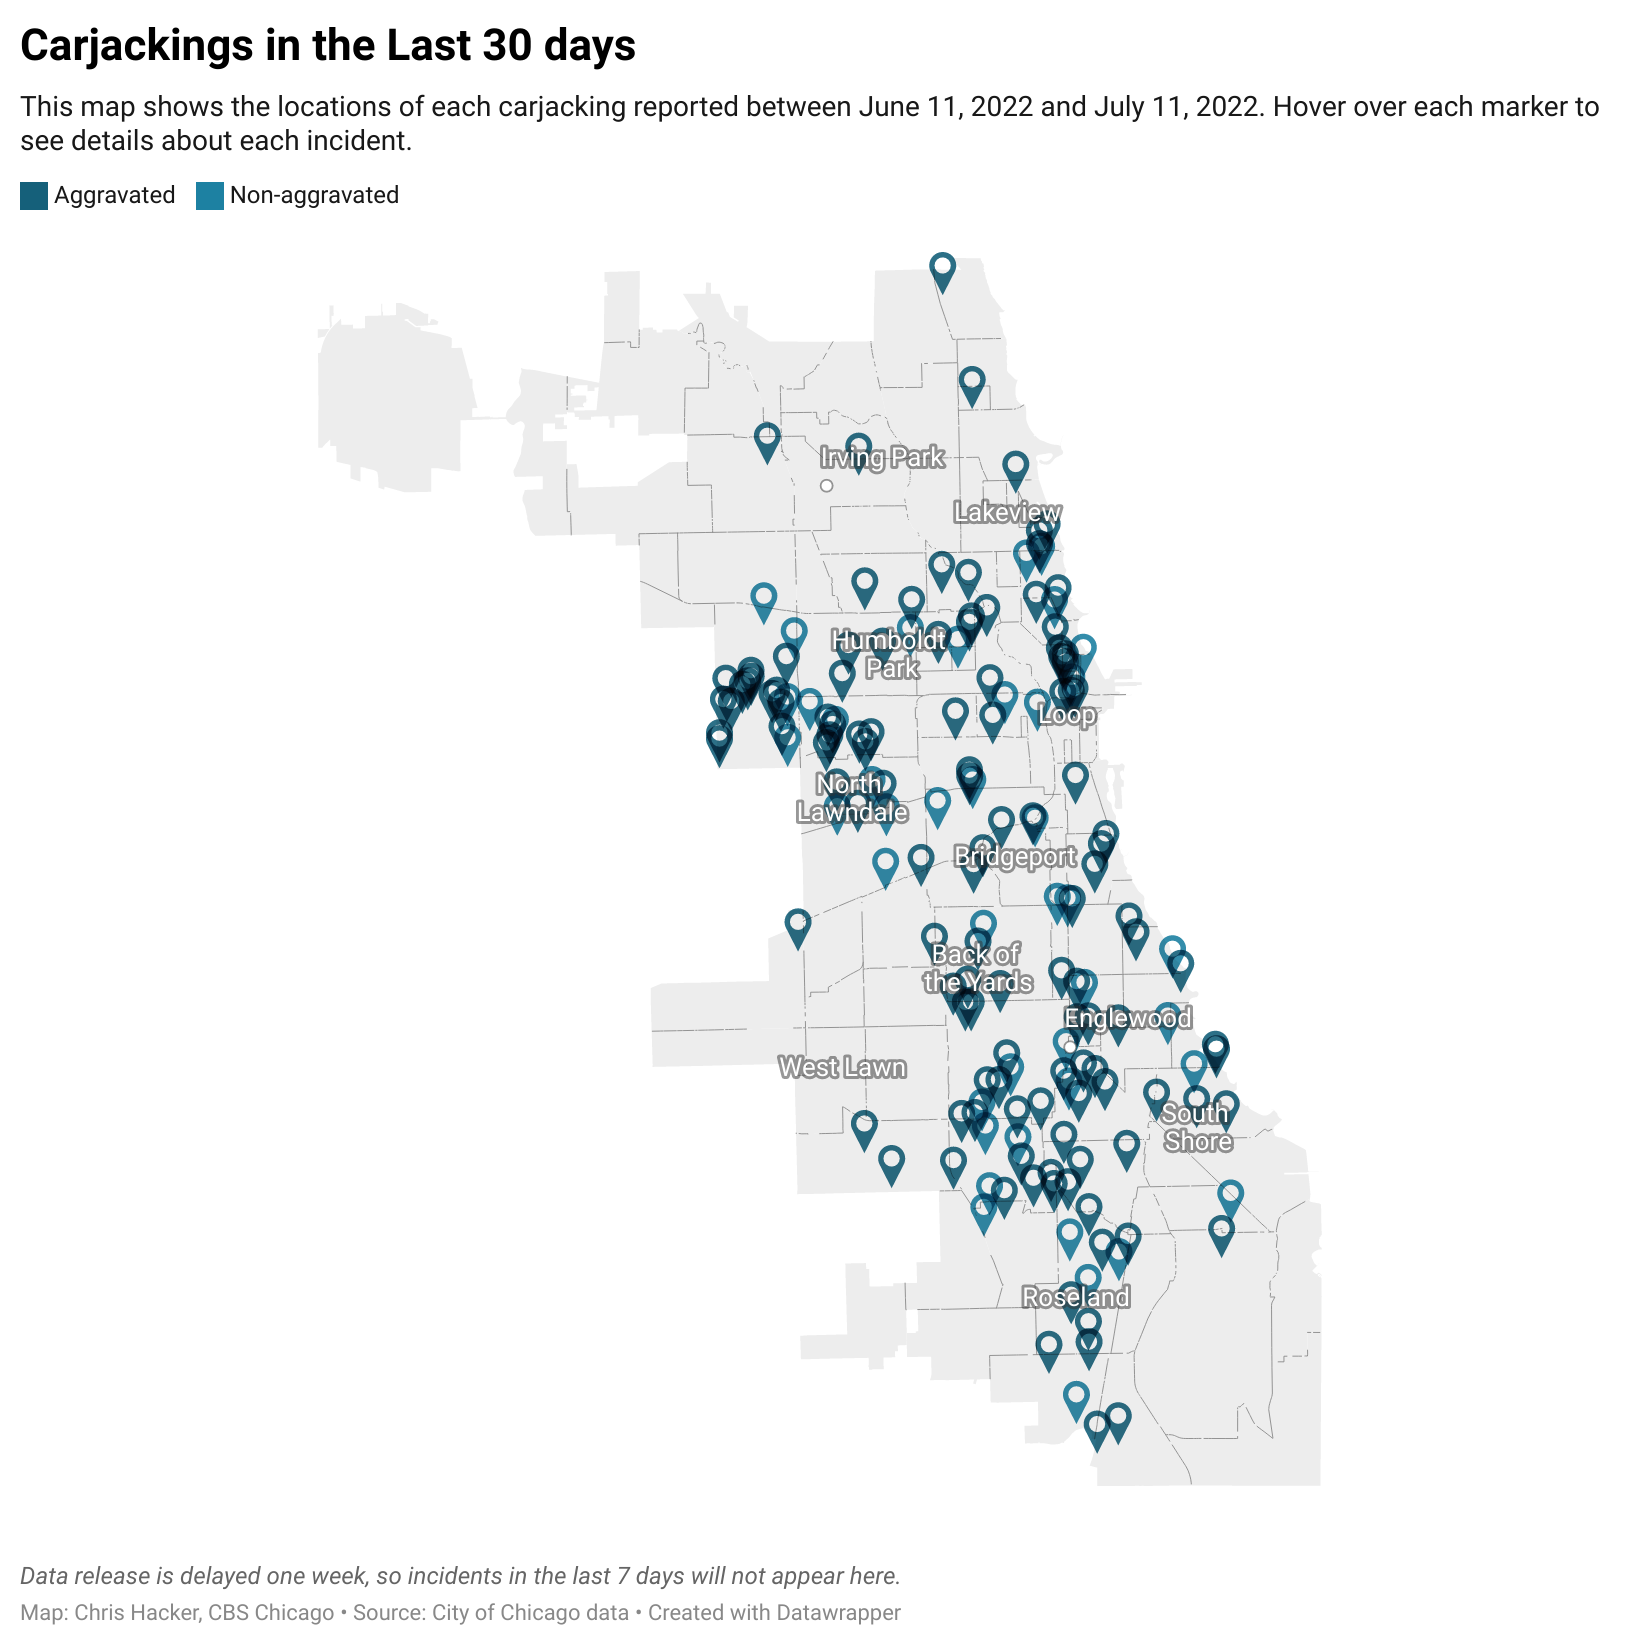 Carjackings in the Last 30 days
This map shows the locations of each carjacking reported between June 11, 2022 and July 11, 2022. Hover over each marker to
see details about each incident.
Aggravated Non-aggravated
Irving Park
Lakeview
Humboldt
Park
Loop
North
Lawndale
Bridgeport
Back of
the Yards
Englewood
West Lawn
South
Shore
Roseland
Data release is delayed one week, so incidents in the last 7 days will not appear here.
Map: Chris Hacker, CBS Chicago • Source: City of Chicago data • Created with Datawrapper